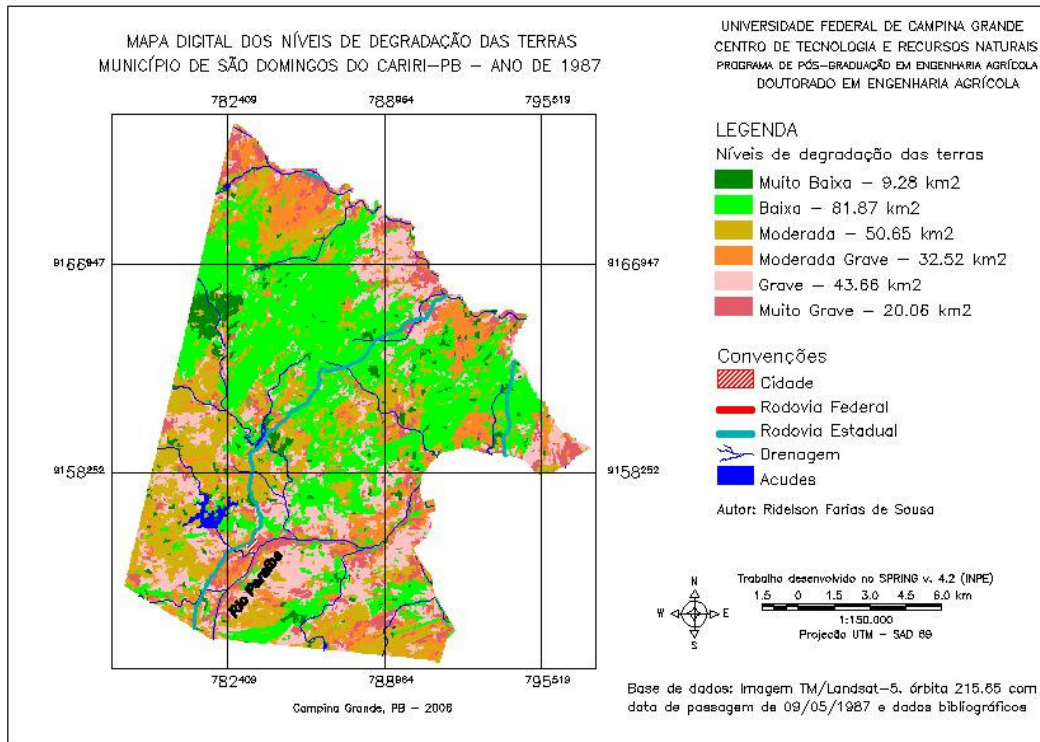 MAPA DIGITAL DOS NÍVEIS DE DEGRADAÇÃO DAS TERRAS
MUNICÍPIO DE SÃO DOMINGOS DO CARIRI-PB - ANO DE 1987
UNIVERSIDADE FEDERAL DE CAMPINA GRANDE
CENTRO DE TECNOLOGIA E RECURSOS NATURAIS
PROGRAMA DE PÓS-GRADUAÇÃO EM ENGENHARIA AGRÍCOLA
DOUTORADO EM ENGENHARIA AGRÍCOLA
782409 788964 795519
9166947 9166947
9158252 9158252
Rio Paraíba
782409 788964 795519
Campina Grande, PB - 2006
LEGENDA
Níveis de degradação das terras
Muito Baixa - 9.28 km2
Baixa - 81.87 km2
Moderada - 50.65 km2
Moderada Grave - 32.52 km2
Grave - 43.66 km2
Muito Grave - 20.06 km2
Convenções
Cidade
Rodovia Federal
Rodovia Estadual
Drenagem
Acudes
Autor: Ridelson Farias de Sousa
N
W E
S
Trabalho desenvolvido no SPRING v. 4.2 (INPE)
1.5 0 1.5 3.0 4.5 6.0 km
1:150.000
Projecão UTM - SAD 69
Base de dados: Imagem TM/Landsat-5. órbita 215.65 com
data de passagem de 09/05/1987 e dados bibliográficos